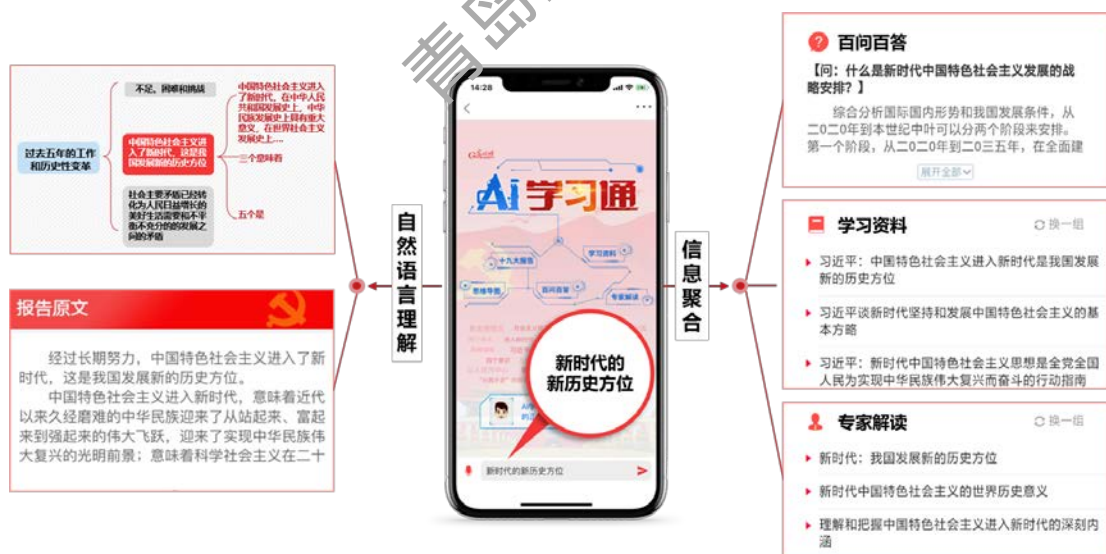 青岛
过去五年的工作
和历史性变革
不足，困难和挑战
中国特色社会主义进
入了新时代，这是我
国发展新的历史方位
社会主要矛盾已经转
化为人民日益增长的
美好生活需要和不平
衡不充分的的发展之
间的矛盾
中国特色社会主义进入
了新时代，在中华人民
共和国发展史上，中华
民族发展史上具有重大
意义，在世界社会主义
发展史上....
三个意味着
五个是
报告原文
经过长期努力，中国特色社会主义进入了新
时代，这是我国发展新的历史方位。
中国特色社会主义进入新时代，意味着近代
以来久经磨难的中华民族迎来了从站起来、富起
来到强起来的伟大飞跃，迎来了实现中华民族伟
大复兴的光明前景；意味着科学社会主义在二十
自然语言理解
14:28
AI学习通
十九大报告
学习资料
思维导图
百问百答
专家解读
新时代的
新历史方位
新时代的新历史方位
信息聚合
百问百答
【问：什么是新时代中国特色社会主义发展的战
略安排？】
综合分析国际国内形势和我国发展条件，从
二0二0年到本世纪中叶可以分两个阶段来安排。
第一个阶段，从二0二0年到二0三五年，在全面建
展开全部
学习资料
换一组
习近平：中国特色社会主义进入新时代是我国发展
新的历史方位
习近平谈新时代坚持和发展中国特色社会主义的基
本方略
习近平：新时代中国特色社会主义思想是全党全国
人民为实现中华民族伟大复兴而奋斗的行动指南
专家解读
换一组
新时代：我国发展新的历史方位
新时代中国特色社会主义的世界历史意义
理解和把握中国特色社会主义进入新时代的深刻内
涵